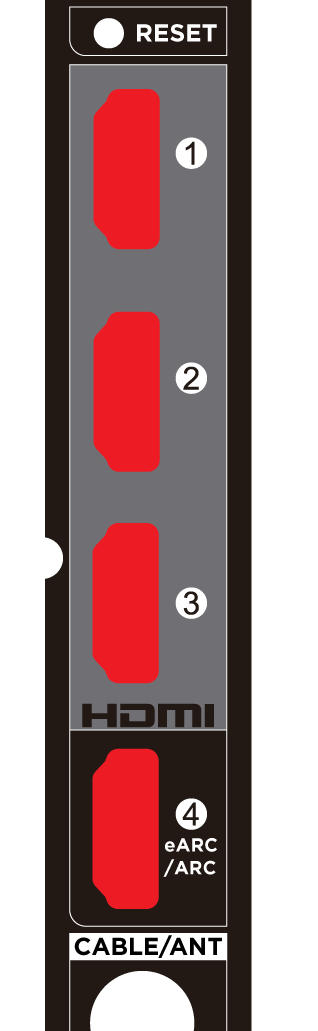 RESET
1
2
3
HDMI
4
eARC
/ARC
CABLE/ANT